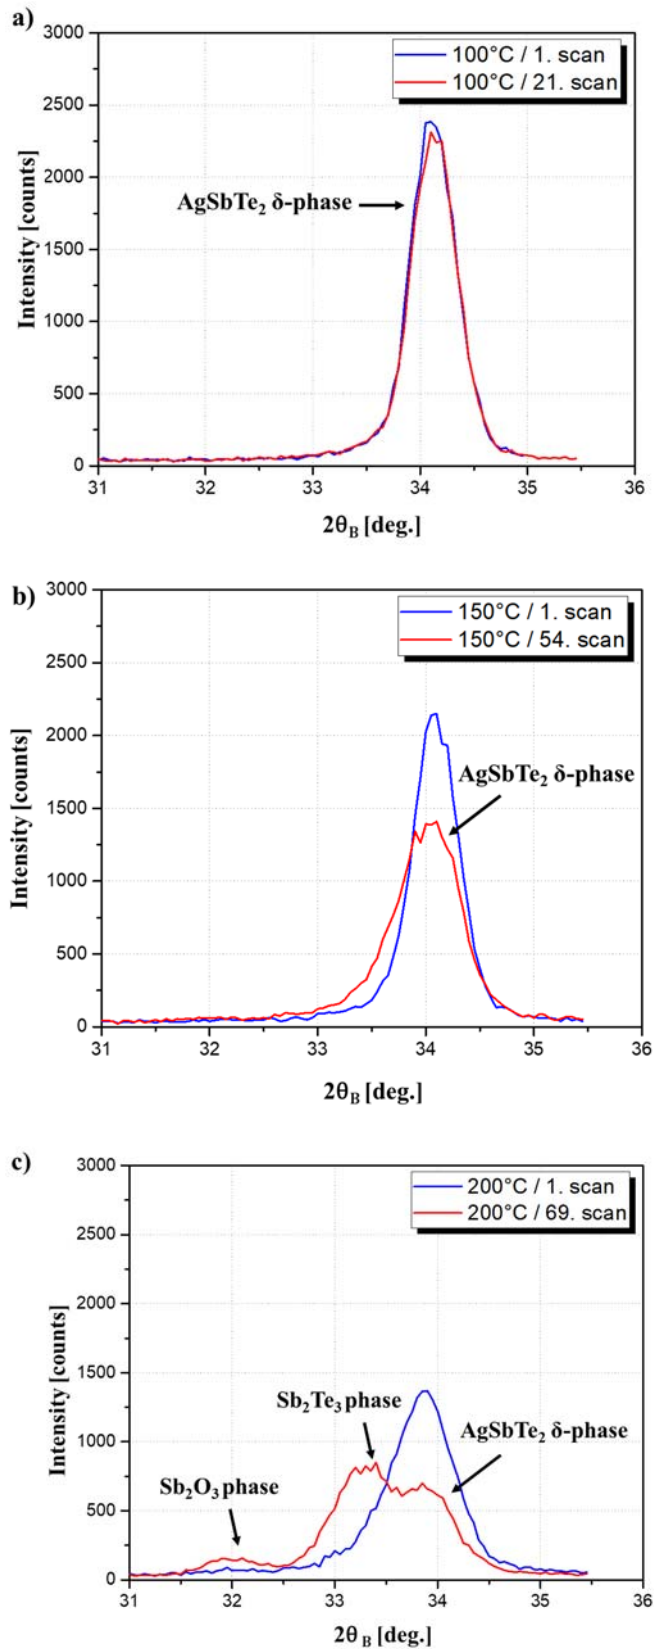 a)
3000
2500
2000
1500
1000
500
0
Intensity [counts]
100°C / 1. scan
100°C / 21. scan
AgSbTe₂ δ-phase
31 32 33 34 35 36
2θB [deg.]
b)
3000
2500
2000
1500
1000
500
0
Intensity [counts]
150°C / 1. scan
150°C / 54. scan
AgSbTe₂ δ-phase
31 32 33 34 35 36
2θB [deg.]
c)
3000
2500
2000
1500
1000
500
0
Intensity [counts]
200°C / 1. scan
200°C / 69. scan
Sb₂Te₃ phase
AgSbTe₂ δ-phase
Sb₂O₃ phase
31 32 33 34 35 36
2θB [deg.]